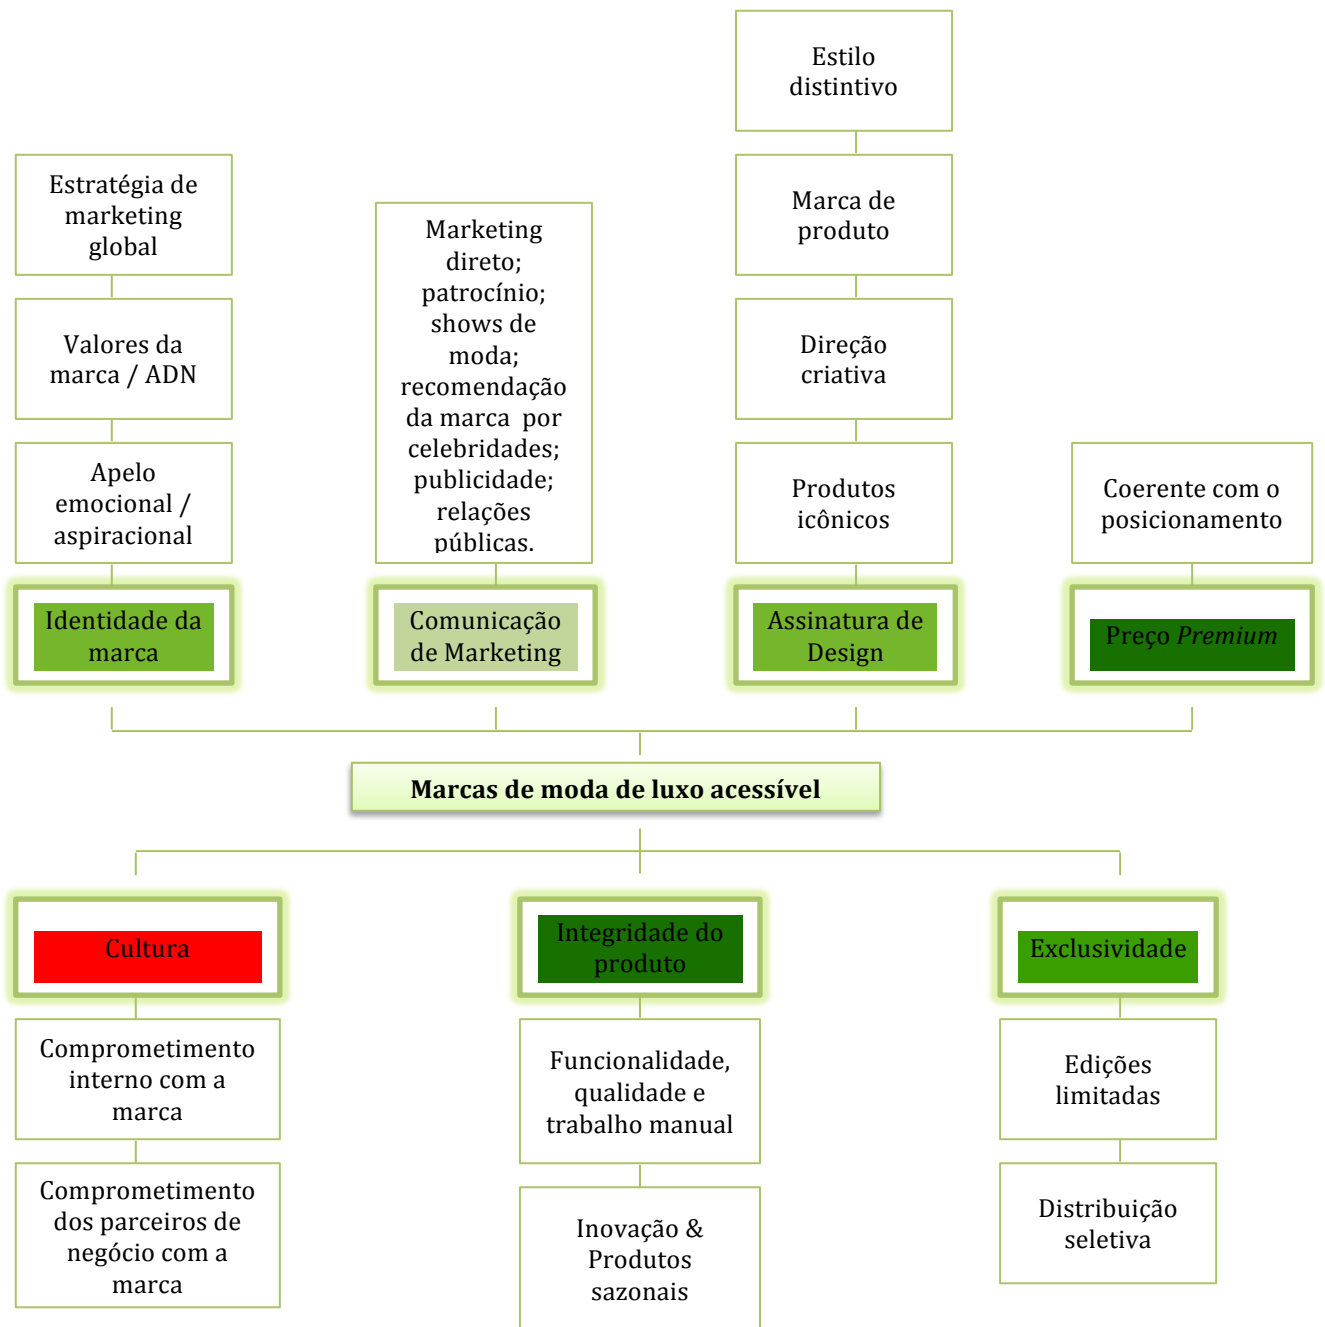 Estilo
distintivo
Estratégia de
marketing
global
Marca de
produto
Marketing
direto;
patrocínio;
shows de
moda;
recomendação
da marca por
celebridades;
publicidade;
relações
públicas.
Valores da
marca / ADN
Direção
criativa
Apelo
emocional /
aspiracional
Produtos
icônicos
Coerente com o
posicionamento
Identidade da
marca
Comunicação
de Marketing
Assinatura de
Design
Preço Premium
Marcas de moda de luxo acessível
Cultura
Integridade do
produto
Exclusividade
Comprometimento
interno com a
marca
Funcionalidade,
qualidade e
trabalho manual
Edições
limitadas
Comprometimento
dos parceiros de
negócio com a
marca
Inovação &
Produtos
sazonais
Distribuição
seletiva